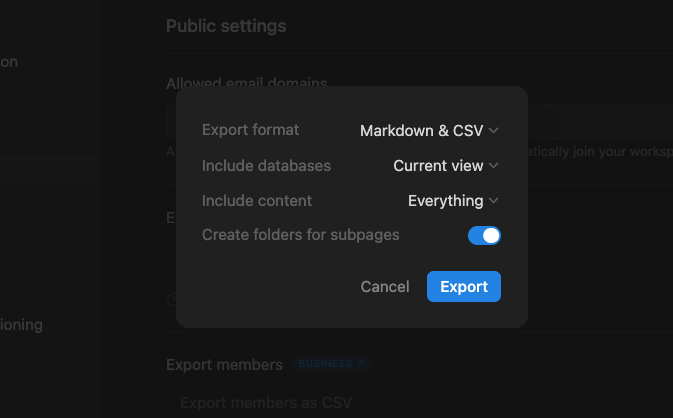 Public settings
on
Allowed email domains
Export format Markdown & CSV
Include databases Current view
atically join your worksp
Include content Everything
Create folders for subpages
Cancel Export
ioning
Export members BUSINESS ↗
Export members as CSV